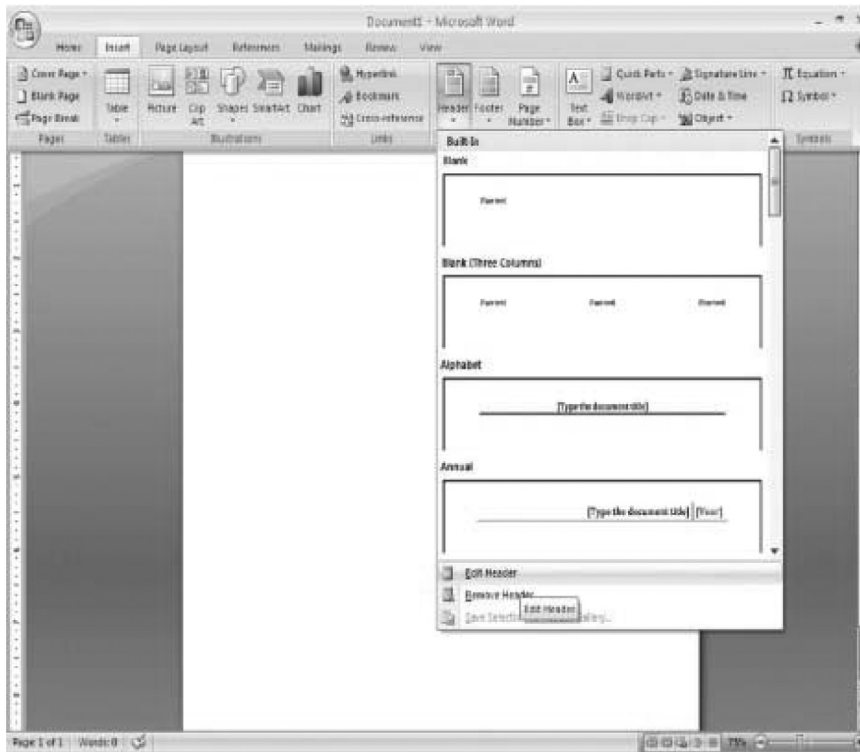 Document1 - Microsoft Word
Home Insert Page Layout References Mailings Review View
Cover Page
Blank Page
Page Break
Table
Picture
Clip Art
Shapes
SmartArt
Chart
Hyperlink
Bookmark
Cross-reference
Header
Footer
Page Number
Text Box
Quick Parts
WordArt
Drop Cap
Signature Line
Date & Time
Object
π Equation
Ω Symbol
Pages Tables Illustrations Links Symbols
Built-In
Blank
Blank (Three Columns)
Alphabet
[Type the document title]
Annual
[Type the document title] [Year]
Edit Header
Remove Header
Edit Header
Save Selection
Page 1 of 1 Words: 0 75%